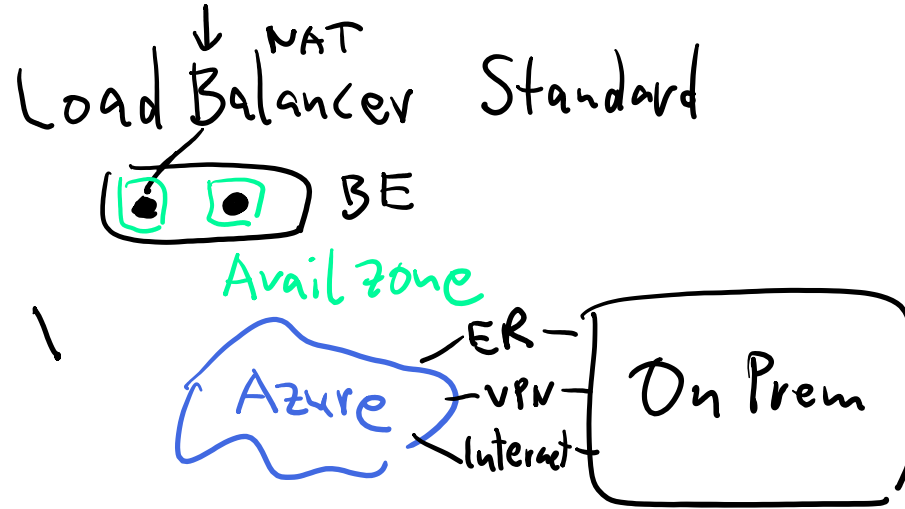 NAT
Load Balancer Standard
BE
Avail zone
ER
Azure
VPN
On Prem
Internet